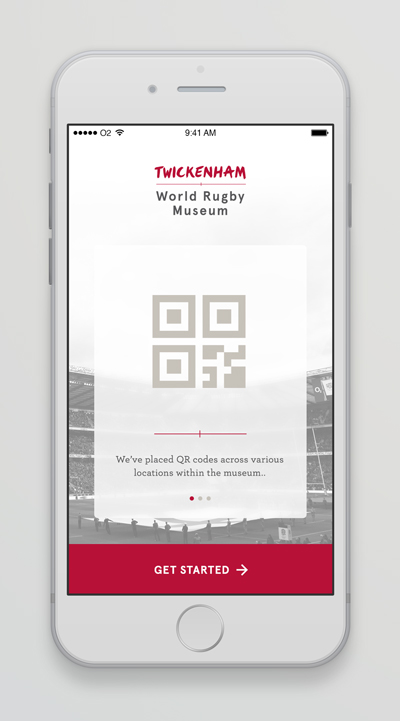 O2 9:41 AM
TWICKENHAM
World Rugby
Museum
We've placed QR codes across various
locations within the museum..
GET STARTED →